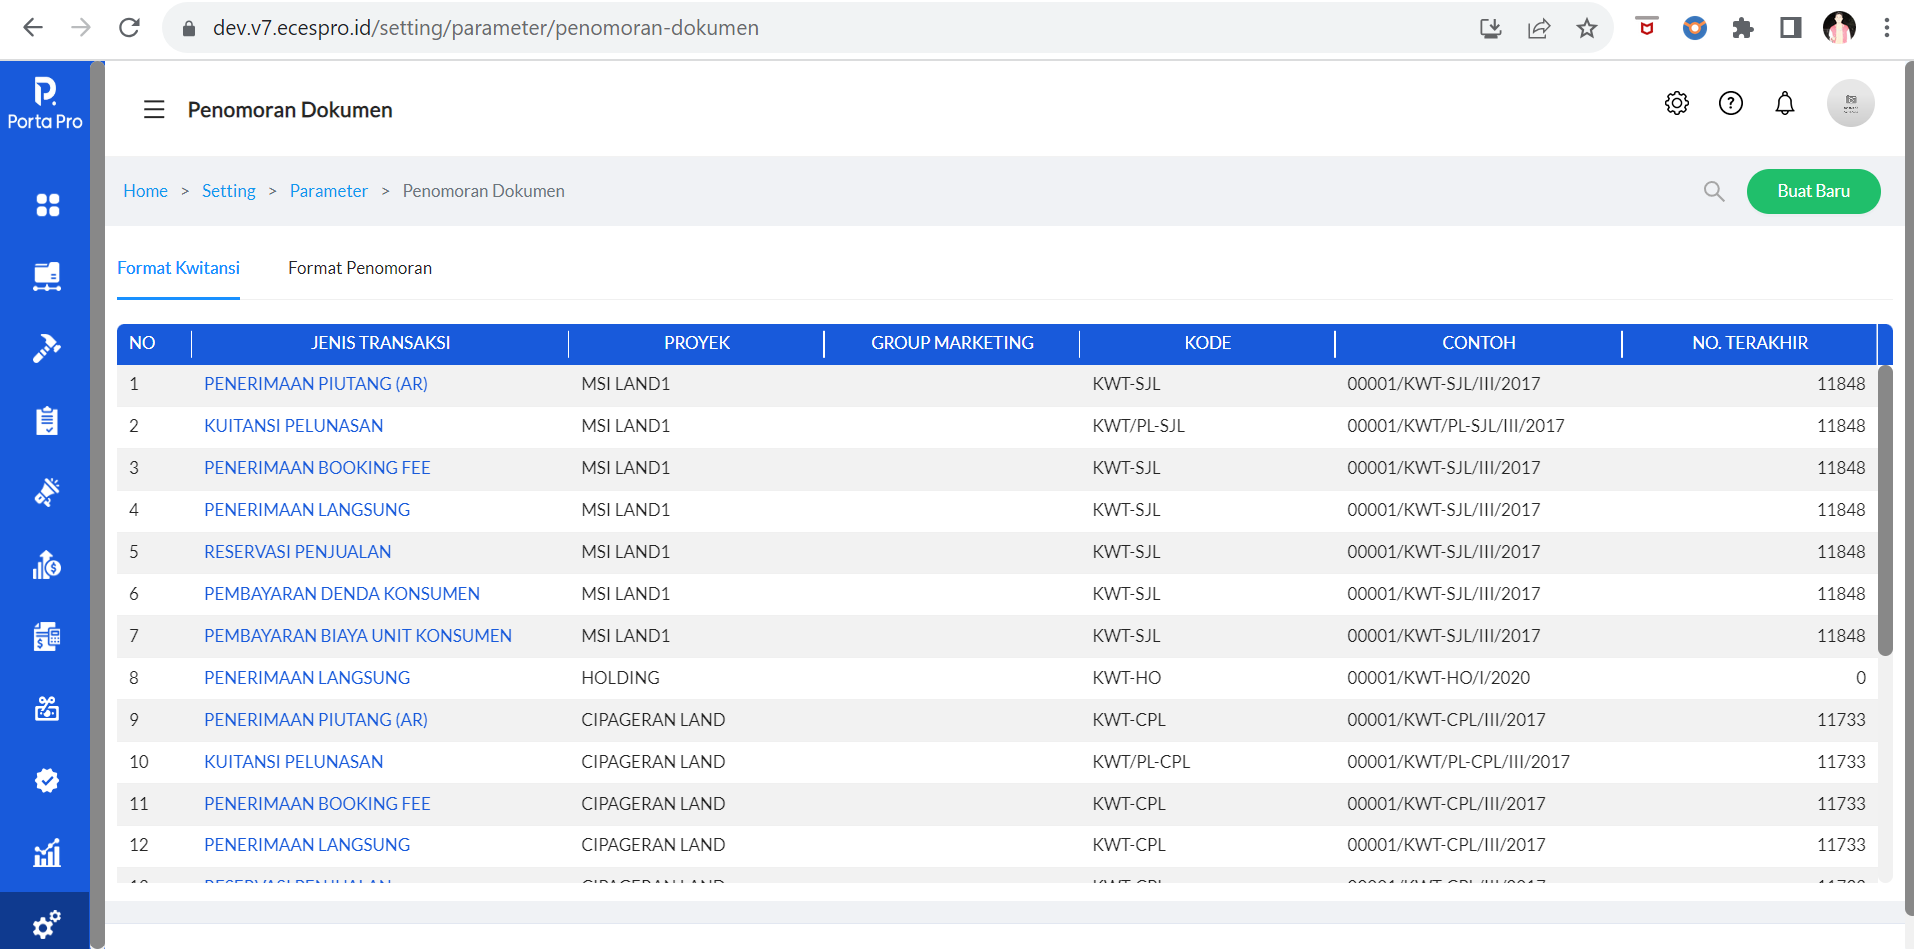 dev.v7.ecespro.id/setting/parameter/penomoran-dokumen
Porta Pro
Penomoran Dokumen
Home > Setting > Parameter > Penomoran Dokumen
Buat Baru
Format Kwitansi Format Penomoran
NO JENIS TRANSAKSI PROYEK GROUP MARKETING KODE CONTOH NO. TERAKHIR
1 PENERIMAAN PIUTANG (AR) MSI LAND1 KWT-SJL 00001/KWT-SJL/III/2017 11848
2 KUITANSI PELUNASAN MSI LAND1 KWT/PL-SJL 00001/KWT/PL-SJL/III/2017 11848
3 PENERIMAAN BOOKING FEE MSI LAND1 KWT-SJL 00001/KWT-SJL/III/2017 11848
4 PENERIMAAN LANGSUNG MSI LAND1 KWT-SJL 00001/KWT-SJL/III/2017 11848
5 RESERVASI PENJUALAN MSI LAND1 KWT-SJL 00001/KWT-SJL/III/2017 11848
6 PEMBAYARAN DENDA KONSUMEN MSI LAND1 KWT-SJL 00001/KWT-SJL/III/2017 11848
7 PEMBAYARAN BIAYA UNIT KONSUMEN MSI LAND1 KWT-SJL 00001/KWT-SJL/III/2017 11848
8 PENERIMAAN LANGSUNG HOLDING KWT-HO 00001/KWT-HO/I/2020 0
9 PENERIMAAN PIUTANG (AR) CIPAGERAN LAND KWT-CPL 00001/KWT-CPL/III/2017 11733
10 KUITANSI PELUNASAN CIPAGERAN LAND KWT/PL-CPL 00001/KWT/PL-CPL/III/2017 11733
11 PENERIMAAN BOOKING FEE CIPAGERAN LAND KWT-CPL 00001/KWT-CPL/III/2017 11733
12 PENERIMAAN LANGSUNG CIPAGERAN LAND KWT-CPL 00001/KWT-CPL/III/2017 11733